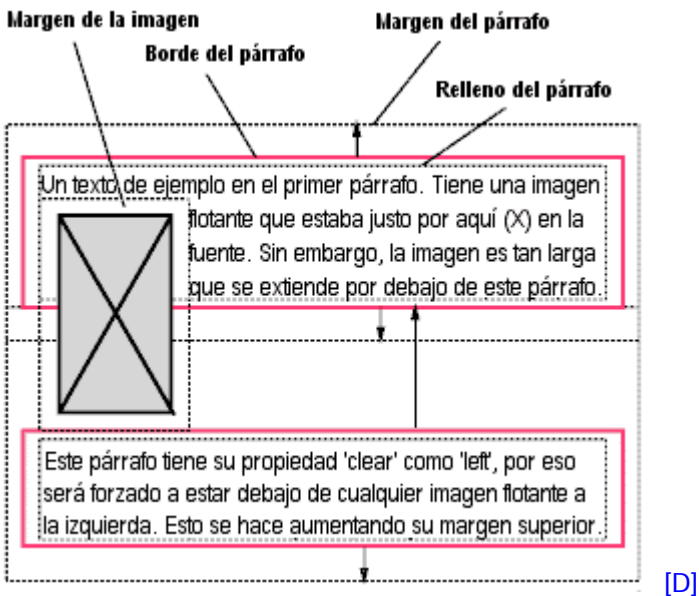 Margen de la imagen
Margen del párrafo
Borde del párrafo
Relleno del párrafo
Un texto de ejemplo en el primer párrafo. Tiene una imagen
flotante que estaba justo por aquí (X) en la
fuente. Sin embargo, la imagen es tan larga
que se extiende por debajo de este párrafo.
Este párrafo tiene su propiedad 'clear' como 'left', por eso
será forzado a estar debajo de cualquier imagen flotante a
la izquierda. Esto se hace aumentando su margen superior.
[D]